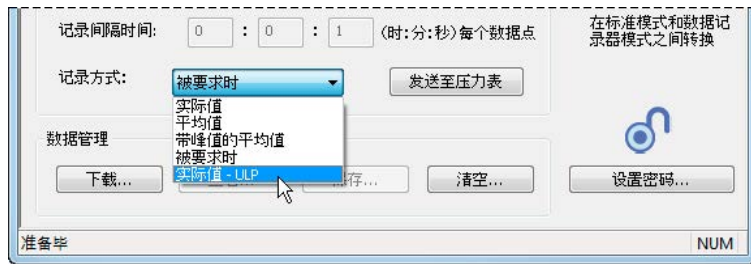 记录间隔时间: 0 : 0 : 1 (时:分:秒)每个数据点
在标准模式和数据记
录器模式之间转换
记录方式: 被要求时 发送至压力表
实际值
平均值
带峰值的平均值
被要求时
实际值 - ULP
数据管理
下载... 存... 清空... 设置密码...
准备毕 NUM